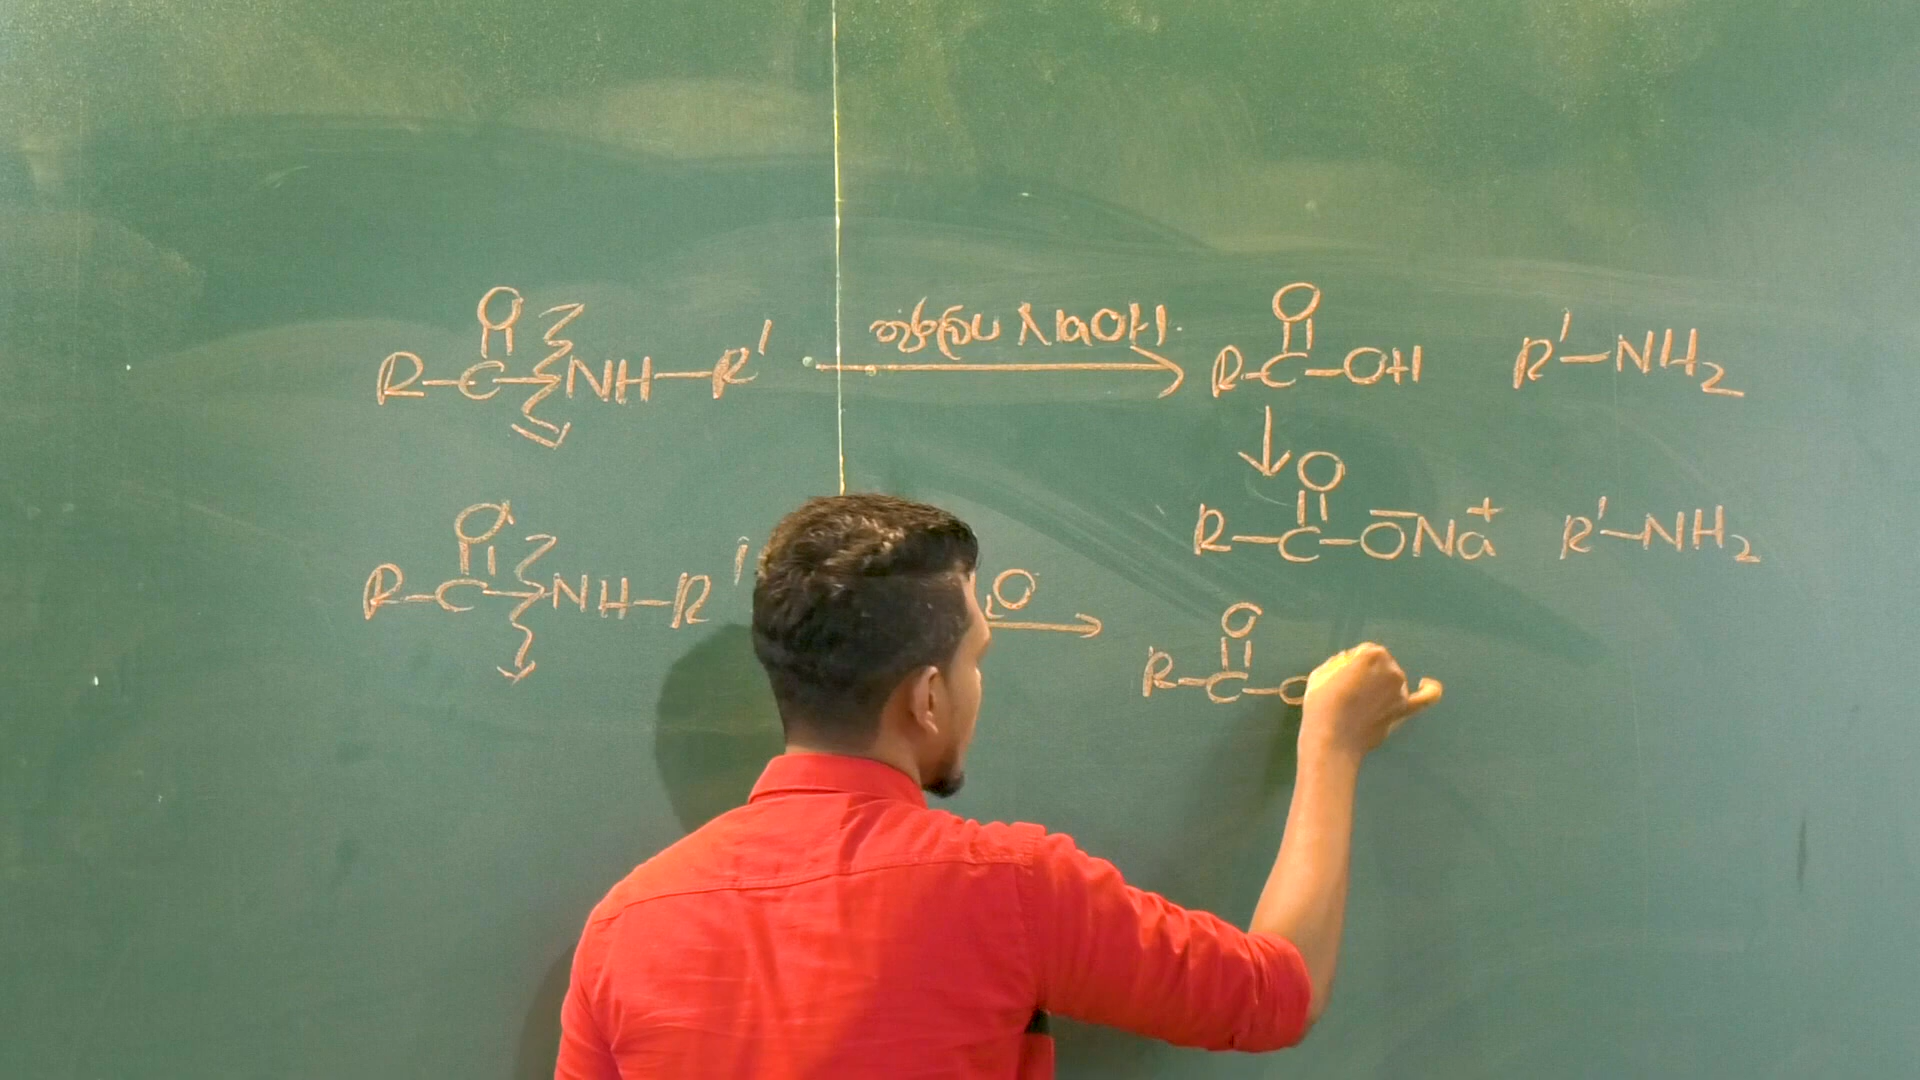 O O
R-C-NH-R' තනුක NaOH R-C-OH R'-NH2
O
R-C-O⁻Na⁺ R'-NH2
O O
R-C-NH-R' O R-C-O